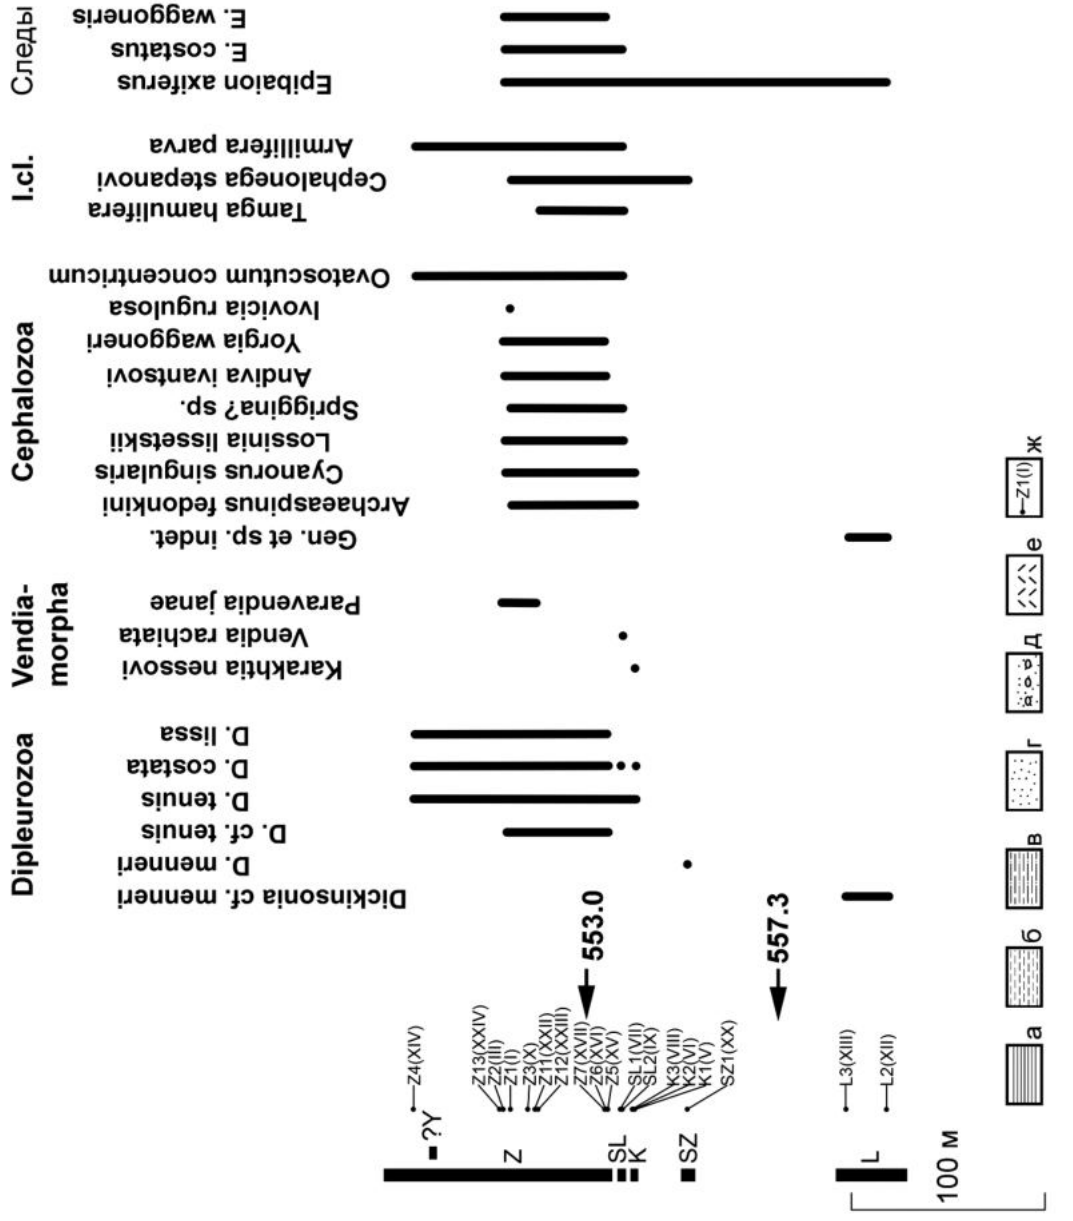 Следы
E. waggoneris
E. costatus
Epibaion axiferus
I.cl.
Armillifera parva
Cephalonega stepanovi
Tamga hamulifera
Cephalozoa
Ovatoscutum concentricum
Ivovicia rugulosa
Yorgia waggoneri
Andiva ivantsovi
Spriggina? sp.
Lossinia lissetskii
Cyanorus singularis
Archaeaspinus fedonkini
Gen. et sp. indet.
Vendia-
morpha
Paravendia janae
Vendia rachiata
Karakhtia nessovi
Dipleurozoa
D. lissa
D. costata
D. tenuis
D. cf. tenuis
D. menneri
Dickinsonia cf. menneri
553.0
557.3
Z4(XIV)
Z13(XXIV)
Z2(III)
Z1(I)
Z3(X)
Z11(XXII)
Z12(XXIII)
Z7(XVII)
Z6(XVI)
Z5(XV)
SL1(VII)
SL2(IX)
K3(VIII)
K2(VI)
K1(V)
SZ1(XX)
L3(XIII)
L2(XII)
?Y
Z
SL
K
SZ
L
100 м
а
б
в
г
д
е
Z1(I)
ж